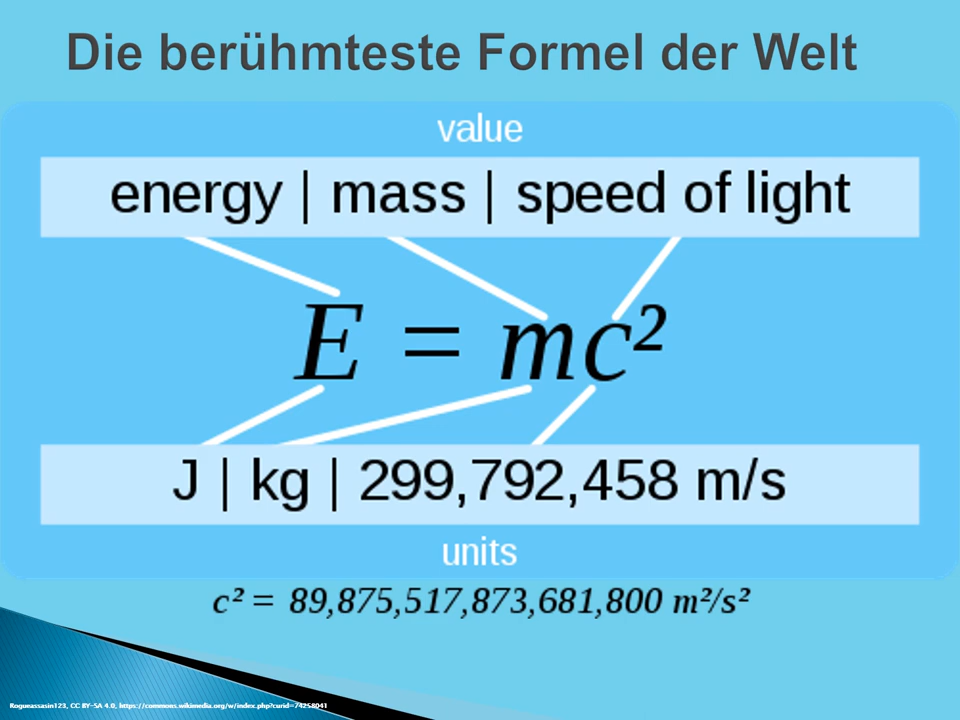 Die berühmteste Formel der Welt
value
energy | mass | speed of light
E = mc²
J | kg | 299,792,458 m/s
units
c² = 89,875,517,873,681,800 m²/s²
Rogueassasin123, CC BY-SA 4.0, https://commons.wikimedia.org/w/index.php?curid=74258041